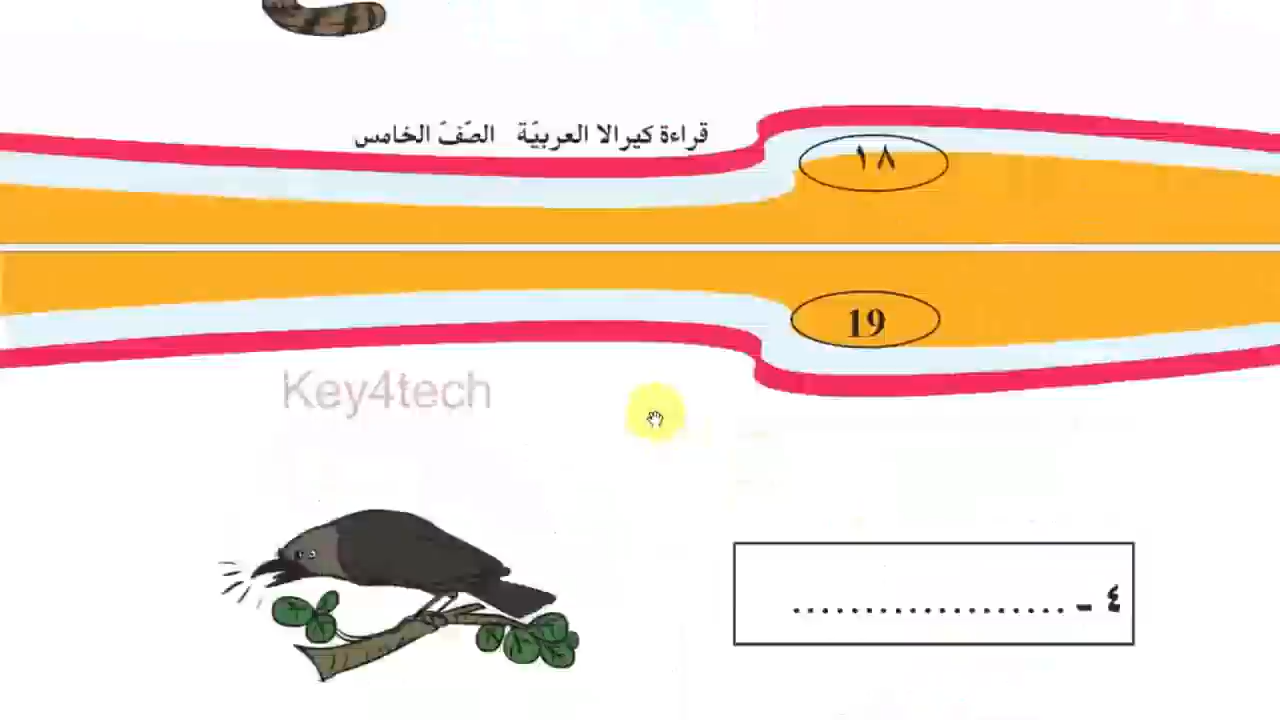 قراءة كيرالا العربيّة الصّفّ الخامس
١٨
19
Key4tech
٤ - ...................